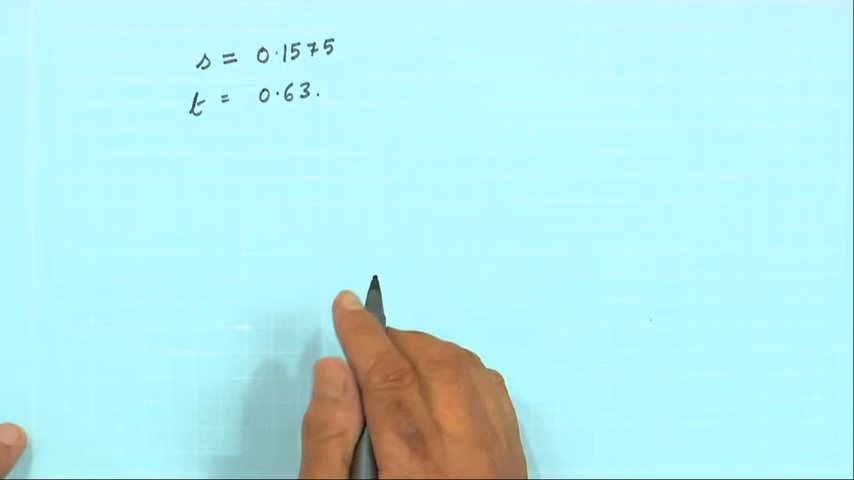 s = 0.1575
t = 0.63.